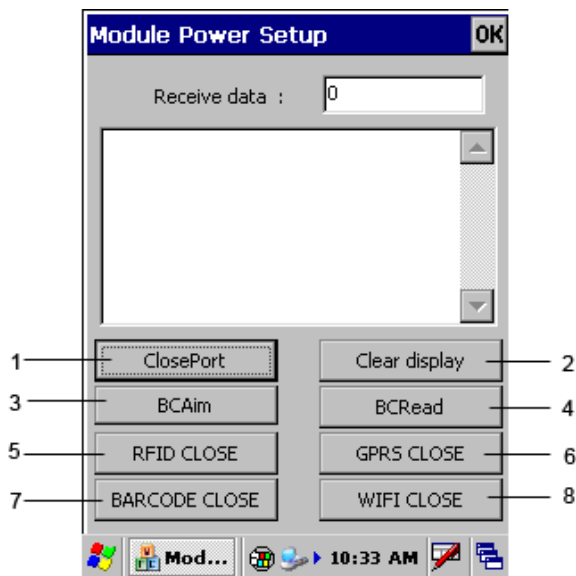 Module Power Setup OK
Receive data : 0
1 ClosePort Clear display 2
3 BCAim BCRead 4
5 RFID CLOSE GPRS CLOSE 6
7 BARCODE CLOSE WIFI CLOSE 8
Mod... 10:33 AM